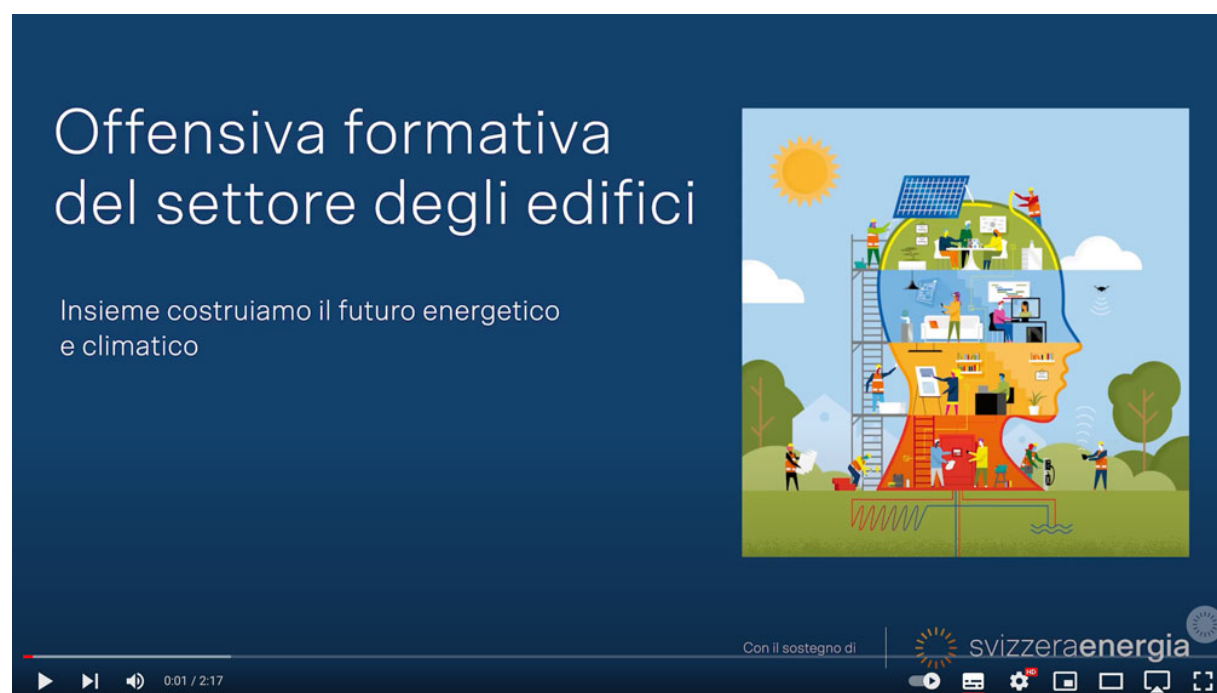 Offensiva formativa
del settore degli edifici
Insieme costruiamo il futuro energetico
e climatico
Con il sostegno di
svizzeraenergia
0:01 / 2:17
HD